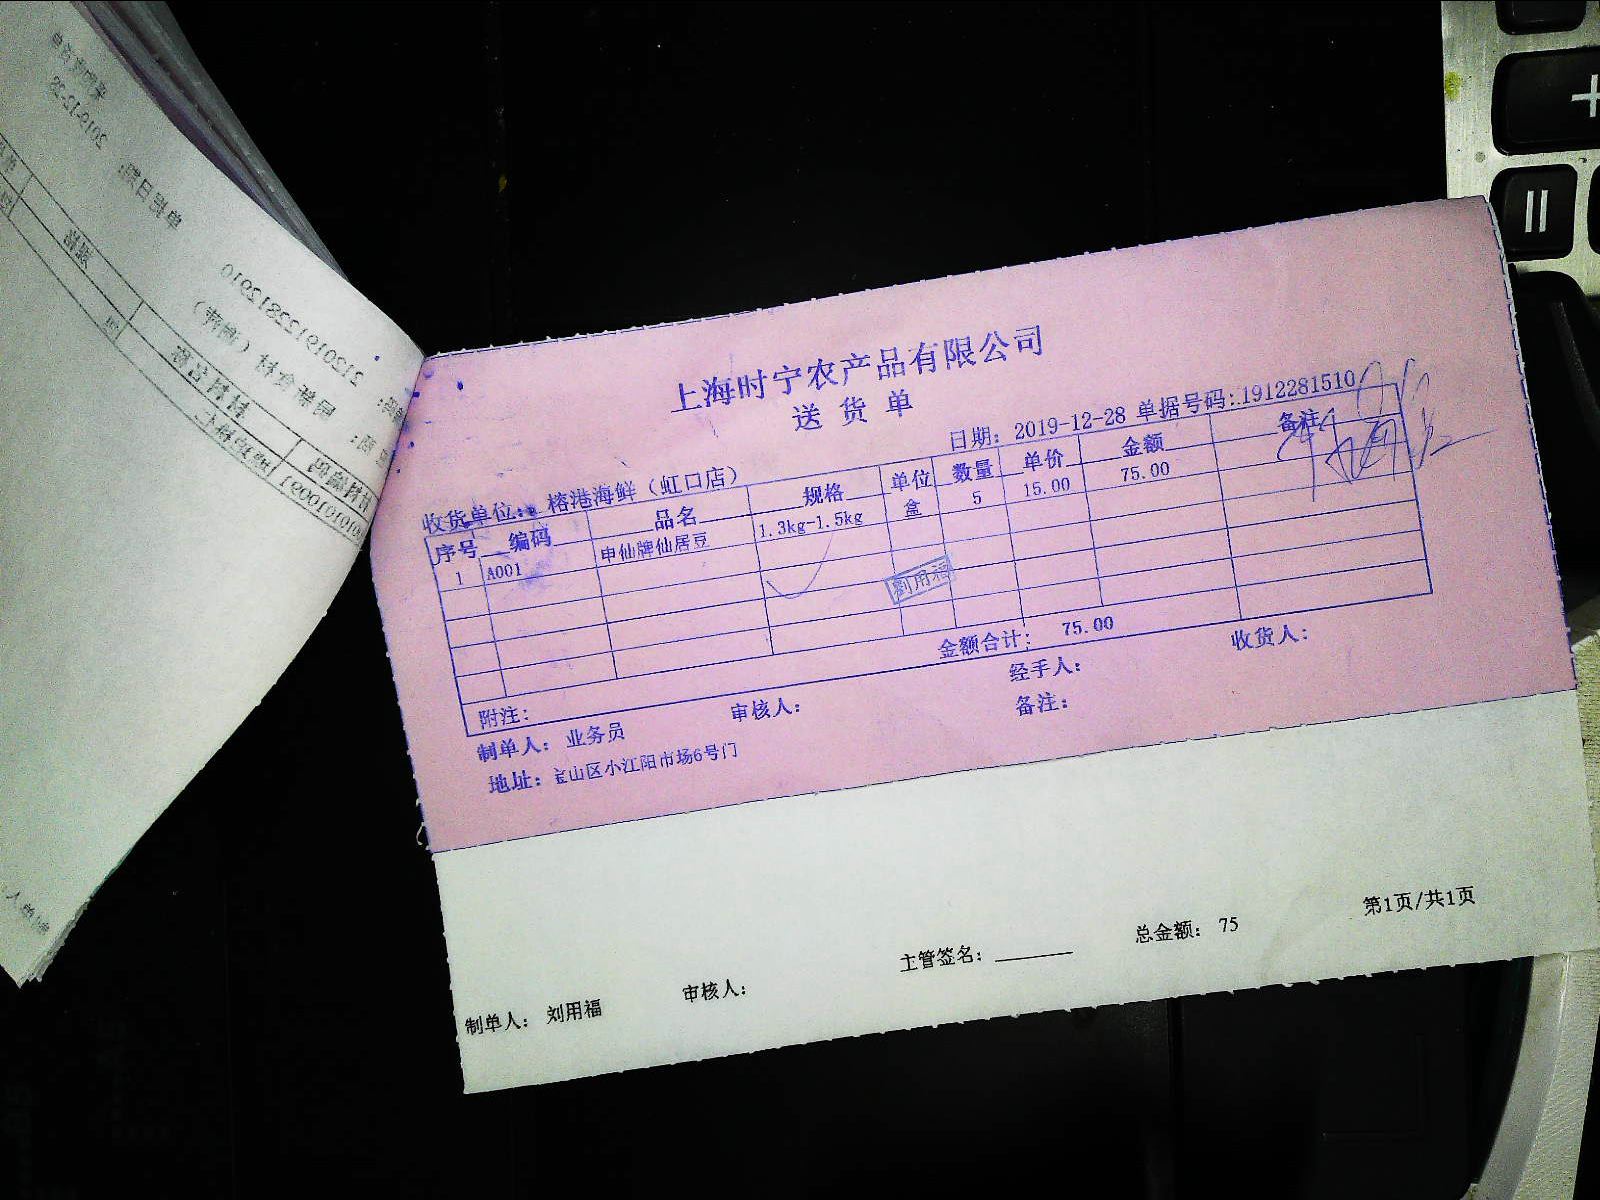 上海时宁农产品有限公司
送货单
日期: 2019-12-28 单据号码: 1912281510
收货单位: 榕港海鲜（虹口店）
序号 编码 品名 规格 单位 数量 单价 金额 备注
1 A001 申仙牌仙居豆 1.3kg-1.5kg 盒 5 15.00 75.00
劉用福
金额合计: 75.00
附注:
制单人: 业务员 审核人: 经手人: 收货人:
地址: 宝山区小江阳市场6号门 备注:
制单人: 刘用福 审核人: 主管签名: 总金额: 75 第1页/共1页
+
=